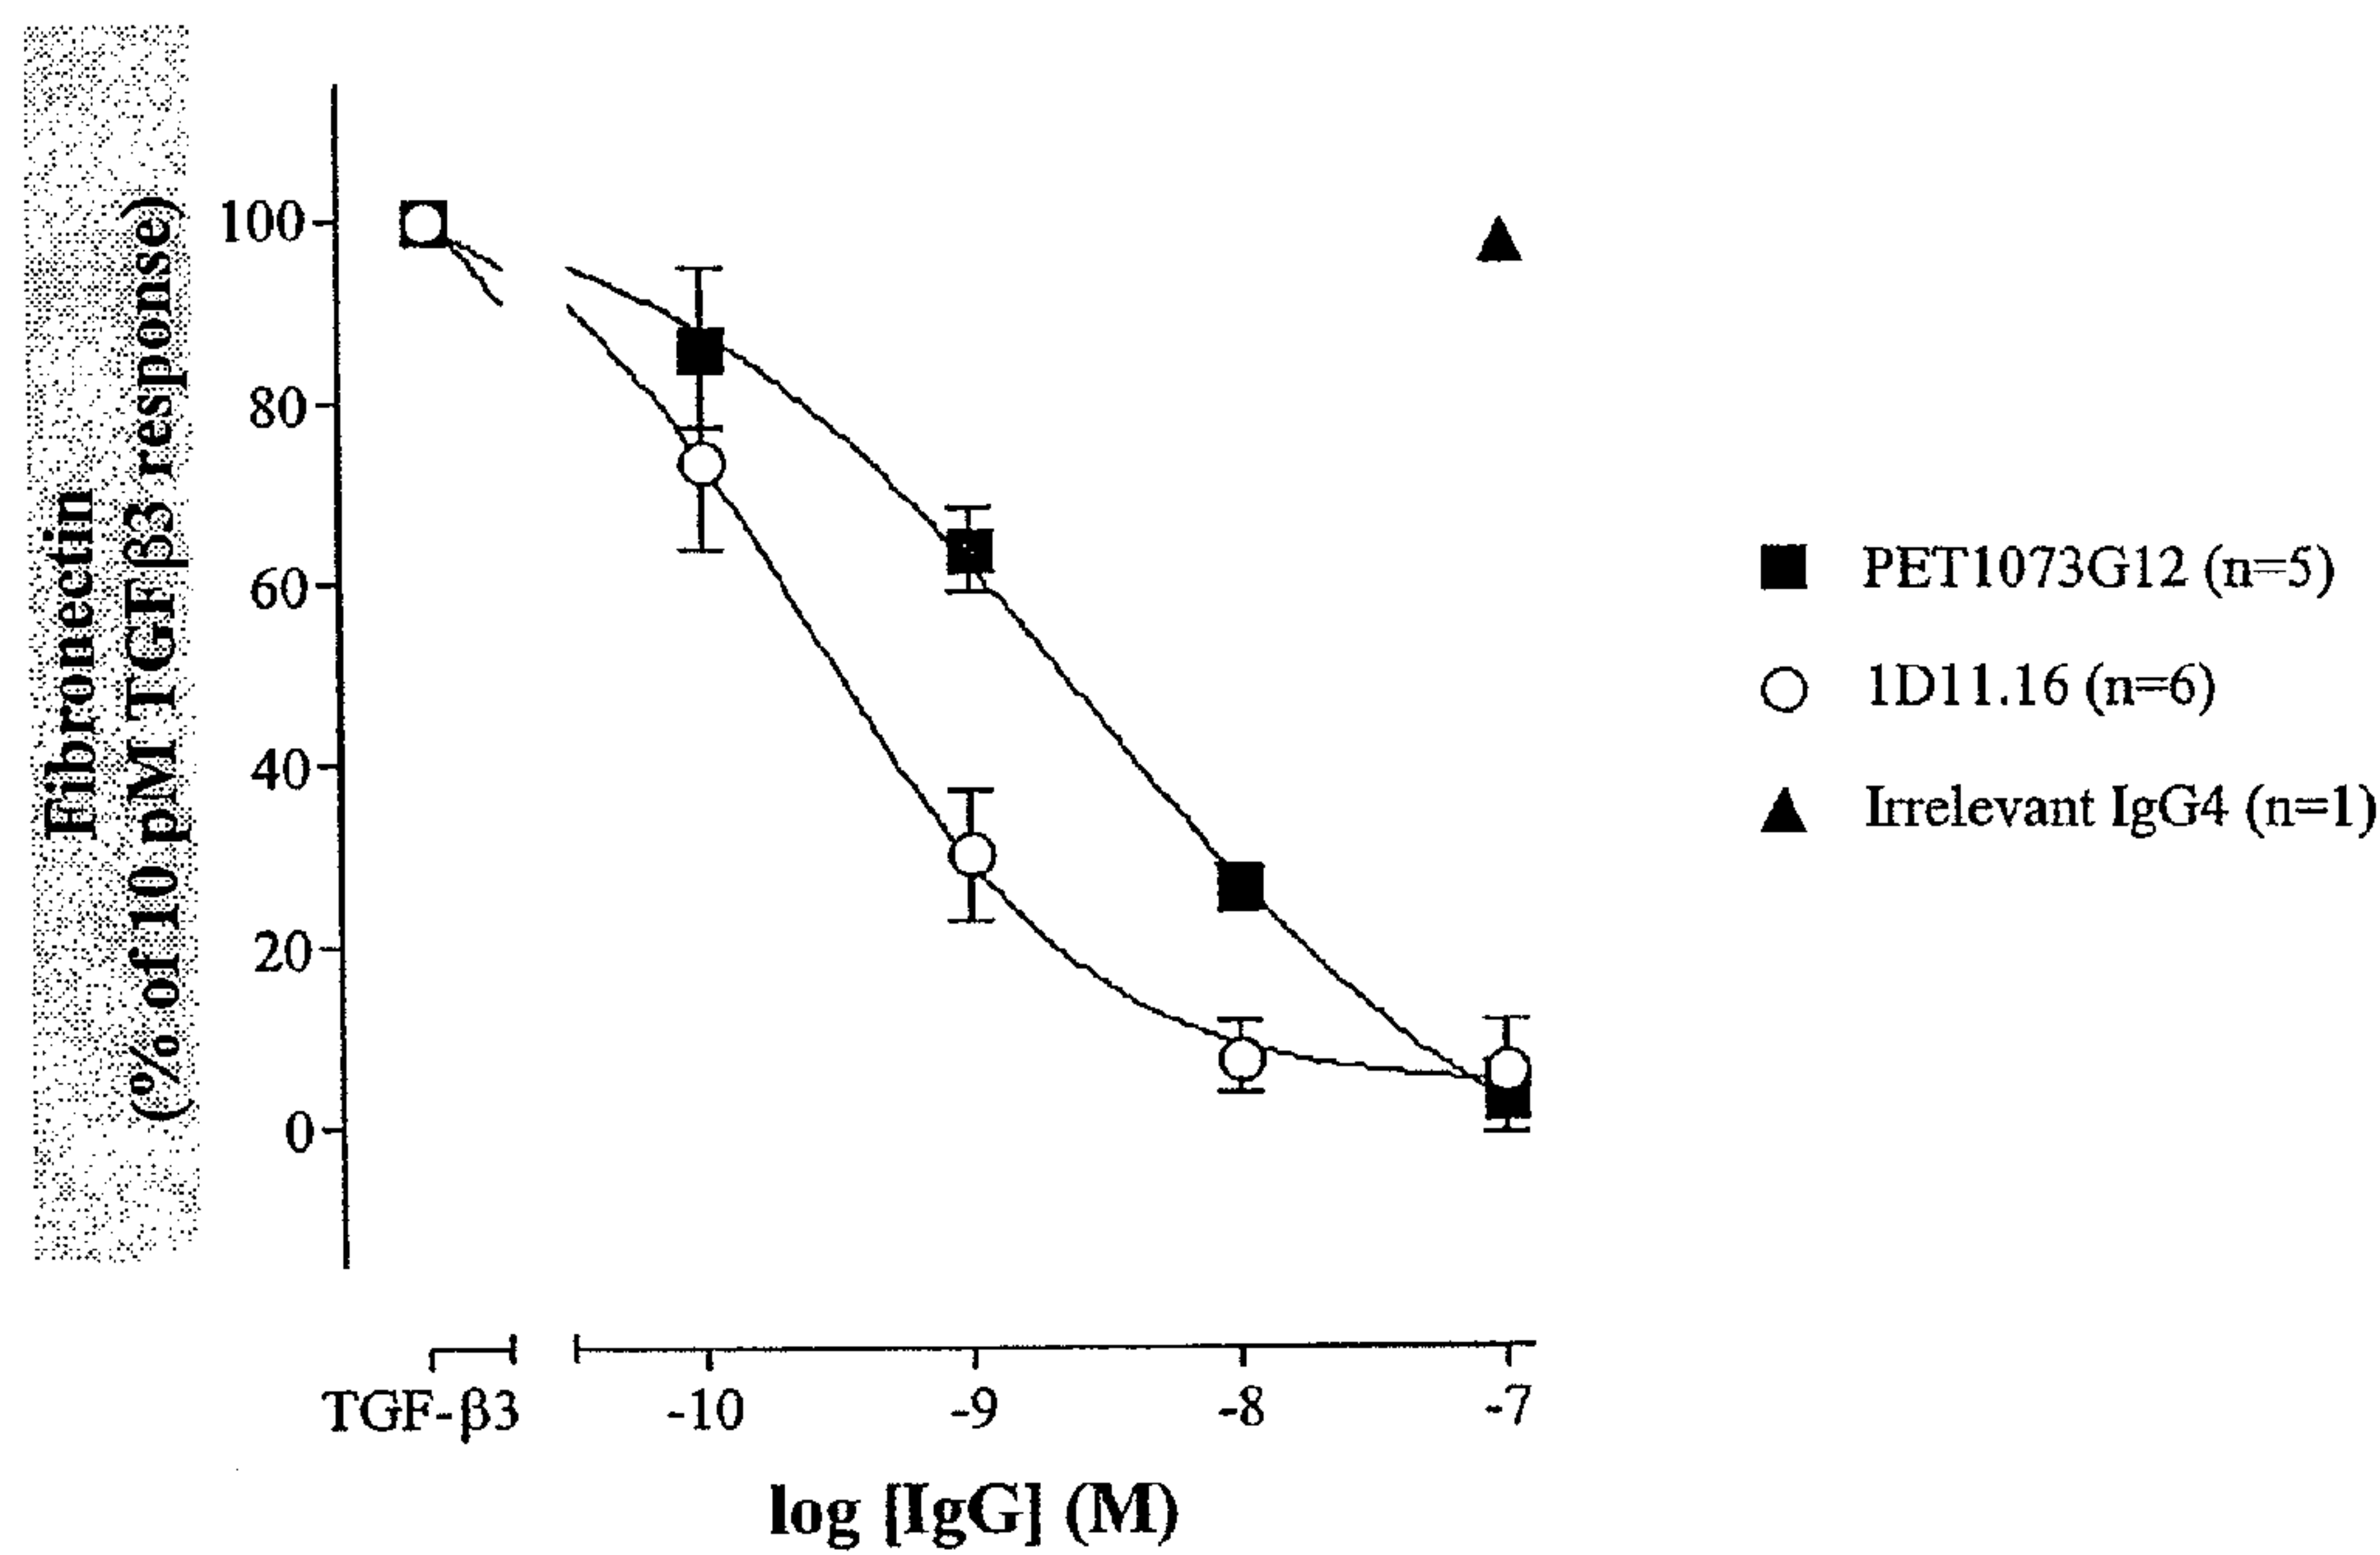 Fibronectin
(% of 10 pM TGFβ3 response)
100
80
60
40
20
0
PET1073G12 (n=5)
1D11.16 (n=6)
Irrelevant IgG4 (n=1)
TGF-β3
-10
-9
-8
-7
log [IgG] (M)